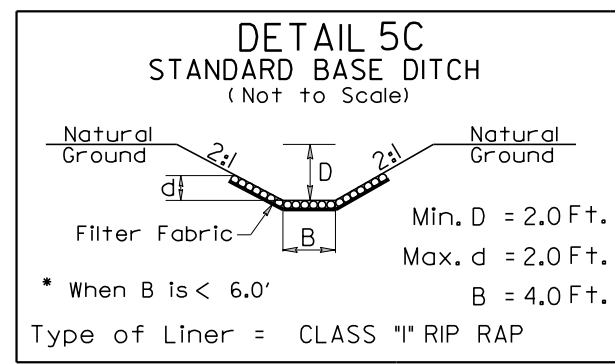 DETAIL 5C
STANDARD BASE DITCH
(Not to Scale)
Natural
Ground
2:1
D
2:1
Natural
Ground
d
Filter Fabric
B
Min. D = 2.0 Ft.
Max. d = 2.0 Ft.
* When B is < 6.0'
B = 4.0 Ft.
Type of Liner = CLASS "I" RIP RAP